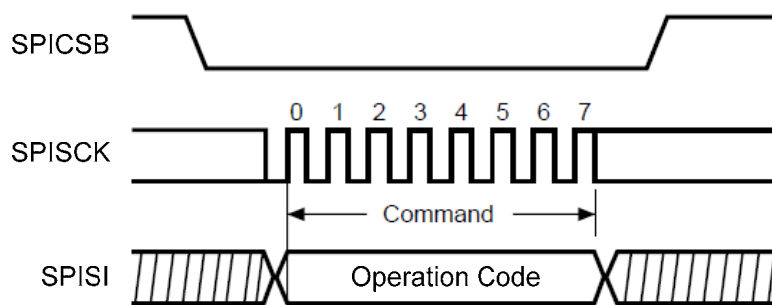 SPICSB
0 1 2 3 4 5 6 7
SPISCK
Command
SPISI
Operation Code